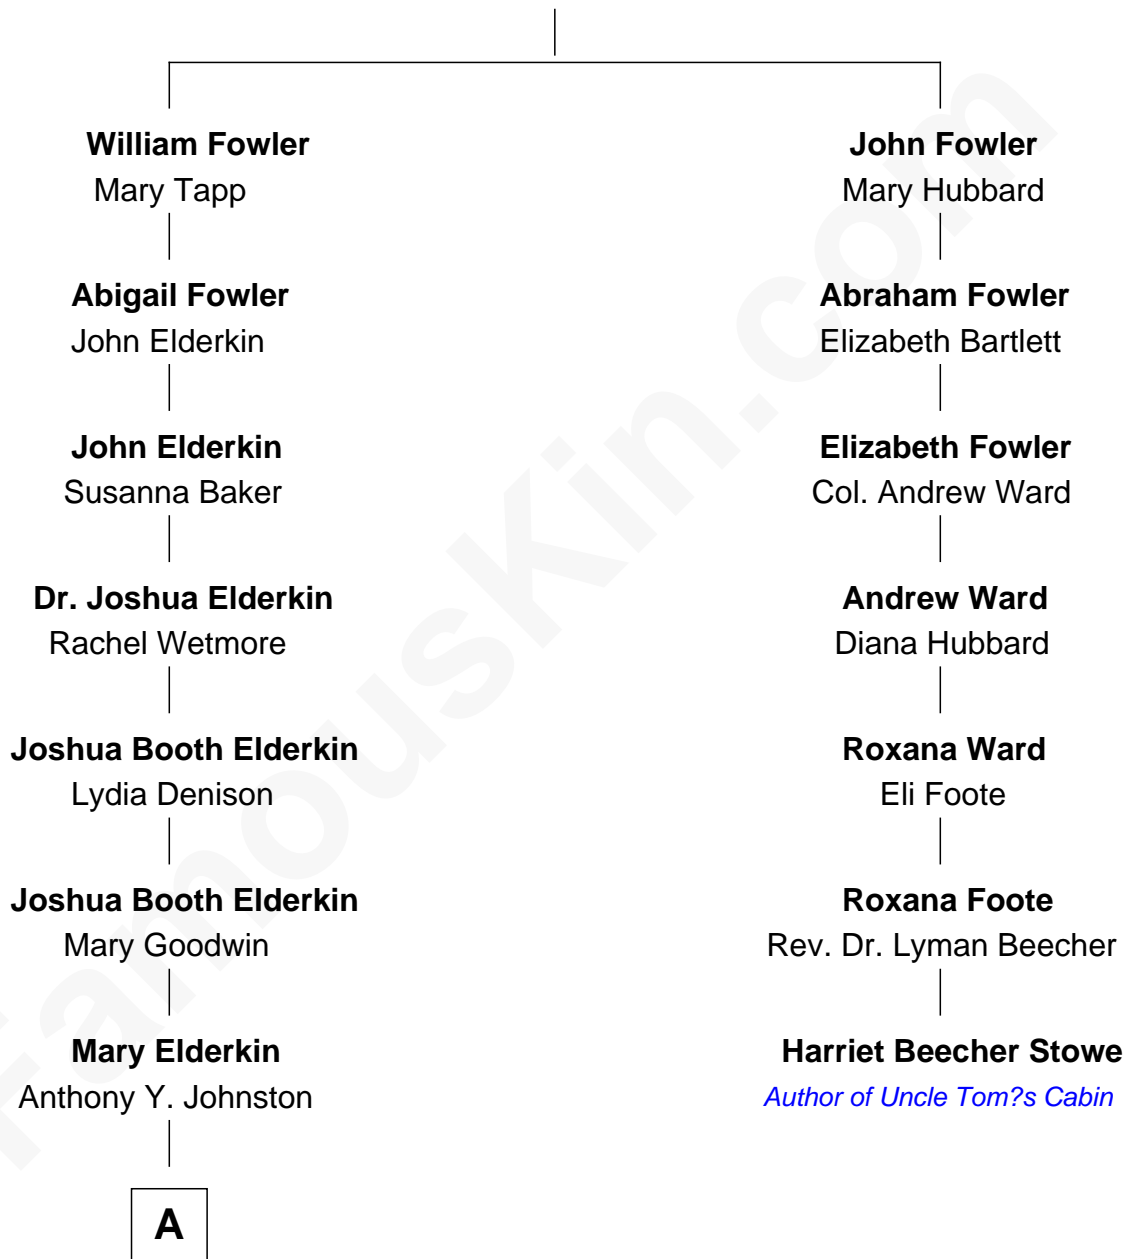 William Fowler
Mary Tapp
Abigail Fowler
John Elderkin
John Elderkin
Susanna Baker
Dr. Joshua Elderkin
Rachel Wetmore
Joshua Booth Elderkin
Lydia Denison
Joshua Booth Elderkin
Mary Goodwin
Mary Elderkin
Anthony Y. Johnston
A
John Fowler
Mary Hubbard
Abraham Fowler
Elizabeth Bartlett
Elizabeth Fowler
Col. Andrew Ward
Andrew Ward
Diana Hubbard
Roxana Ward
Eli Foote
Roxana Foote
Rev. Dr. Lyman Beecher
Harriet Beecher Stowe
Author of Uncle Tom?s Cabin
FamousKin.com